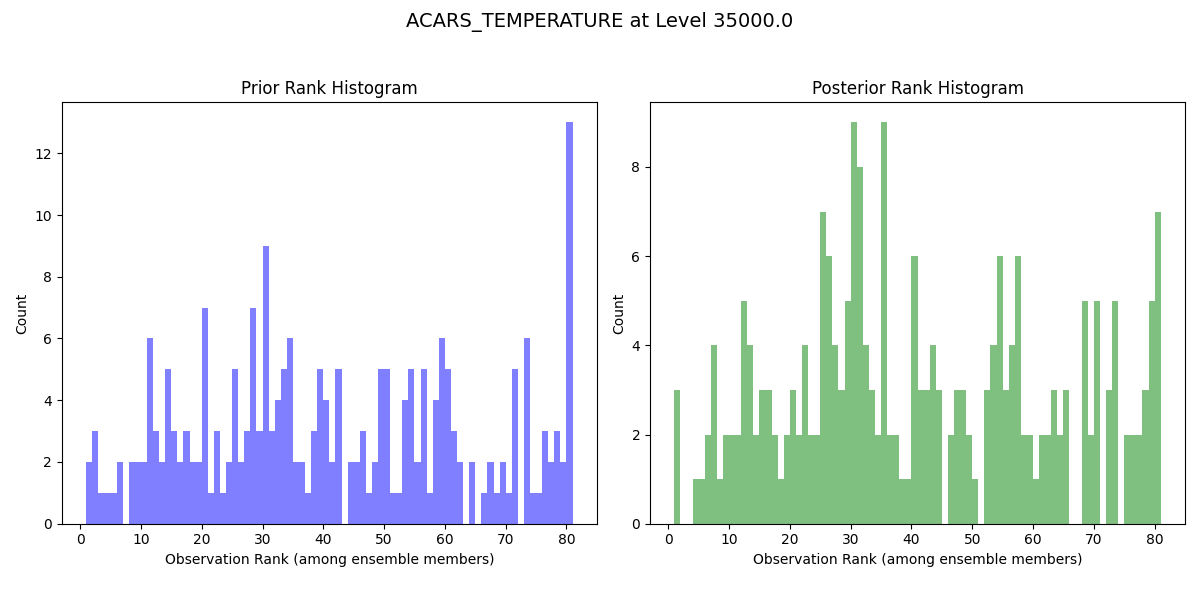 ACARS_TEMPERATURE at Level 35000.0
Prior Rank Histogram
Count
12
10
8
6
4
2
0
0 10 20 30 40 50 60 70 80
Observation Rank (among ensemble members)
Posterior Rank Histogram
Count
8
6
4
2
0
0 10 20 30 40 50 60 70 80
Observation Rank (among ensemble members)